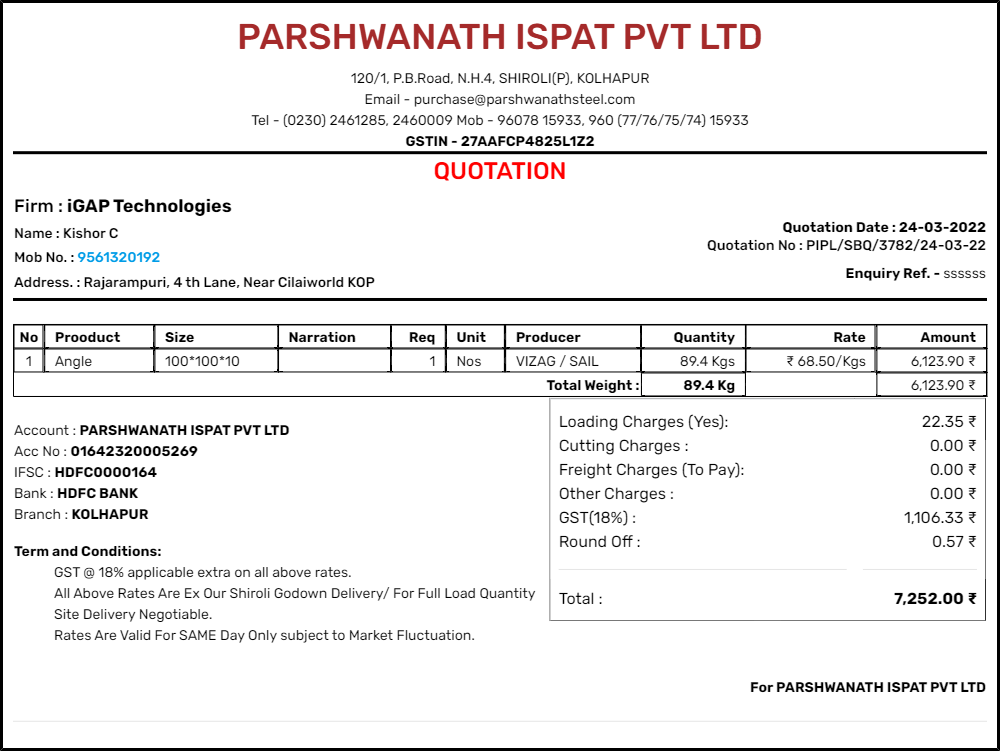 PARSHWANATH ISPAT PVT LTD
120/1, P.B.Road, N.H.4, SHIROLI(P), KOLHAPUR
Email - purchase@parshwanathsteel.com
Tel - (0230) 2461285, 2460009 Mob - 96078 15933, 960 (77/76/75/74) 15933
GSTIN - 27AAFCP4825L1Z2
QUOTATION
Firm : iGAP Technologies
Name : Kishor C
Mob No. : 9561320192
Address. : Rajarampuri, 4 th Lane, Near Cilaiworld KOP
Quotation Date : 24-03-2022
Quotation No : PIPL/SBQ/3782/24-03-22
Enquiry Ref. - ssssss
No Prooduct Size Narration Req Unit Producer Quantity Rate Amount
1 Angle 100*100*10 1 Nos VIZAG / SAIL 89.4 Kgs ₹ 68.50/Kgs 6,123.90 ₹
Total Weight : 89.4 Kg 6,123.90 ₹
Account : PARSHWANATH ISPAT PVT LTD
Acc No : 01642320005269
IFSC : HDFC0000164
Bank : HDFC BANK
Branch : KOLHAPUR
Term and Conditions:
GST @ 18% applicable extra on all above rates.
All Above Rates Are Ex Our Shiroli Godown Delivery/ For Full Load Quantity
Site Delivery Negotiable.
Rates Are Valid For SAME Day Only subject to Market Fluctuation.
Loading Charges (Yes): 22.35 ₹
Cutting Charges : 0.00 ₹
Freight Charges (To Pay): 0.00 ₹
Other Charges : 0.00 ₹
GST(18%) : 1,106.33 ₹
Round Off : 0.57 ₹
Total : 7,252.00 ₹
For PARSHWANATH ISPAT PVT LTD